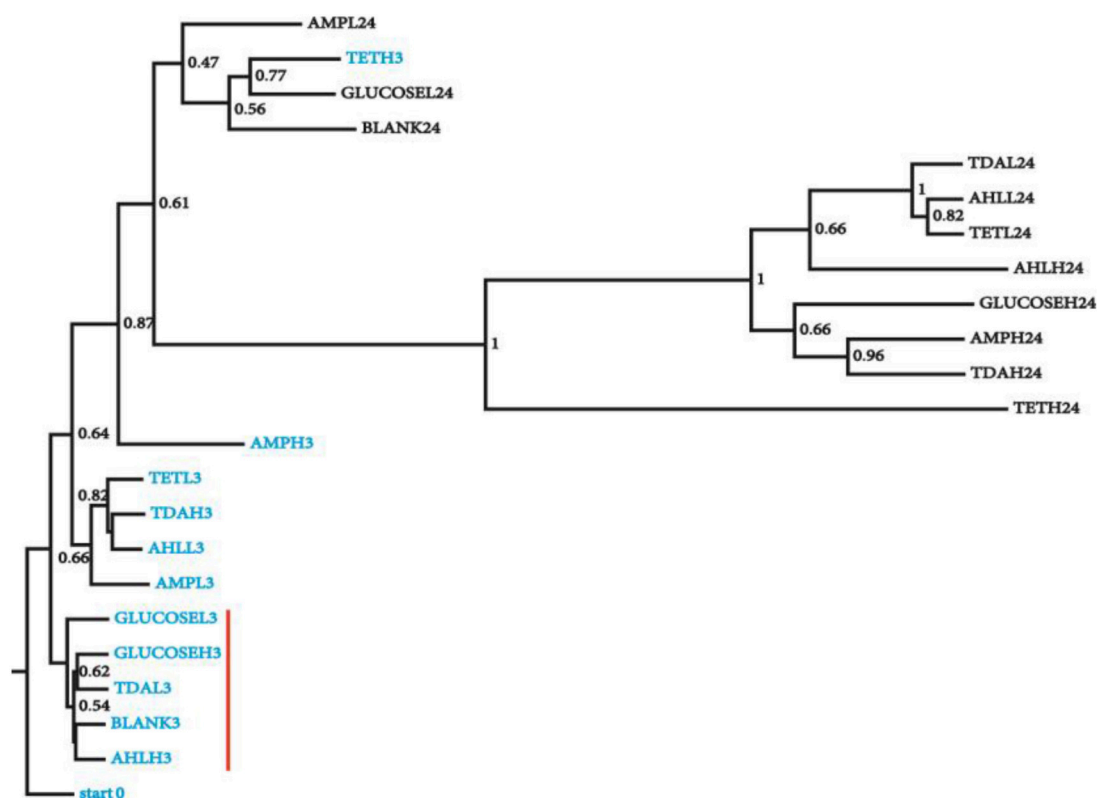 AMPL24
TETH3
0.47
0.77
GLUCOSEL24
0.56
BLANK24
TDAL24
1
AHLL24
0.82
TETL24
0.61
0.66
AHLH24
1
GLUCOSEH24
0.66
AMPH24
0.87
1
0.96
TDAH24
TETH24
0.64
AMPH3
TETL3
0.82
TDAH3
AHLL3
0.66
AMPL3
GLUCOSEL3
GLUCOSEH3
0.62
TDAL3
0.54
BLANK3
AHLH3
start 0